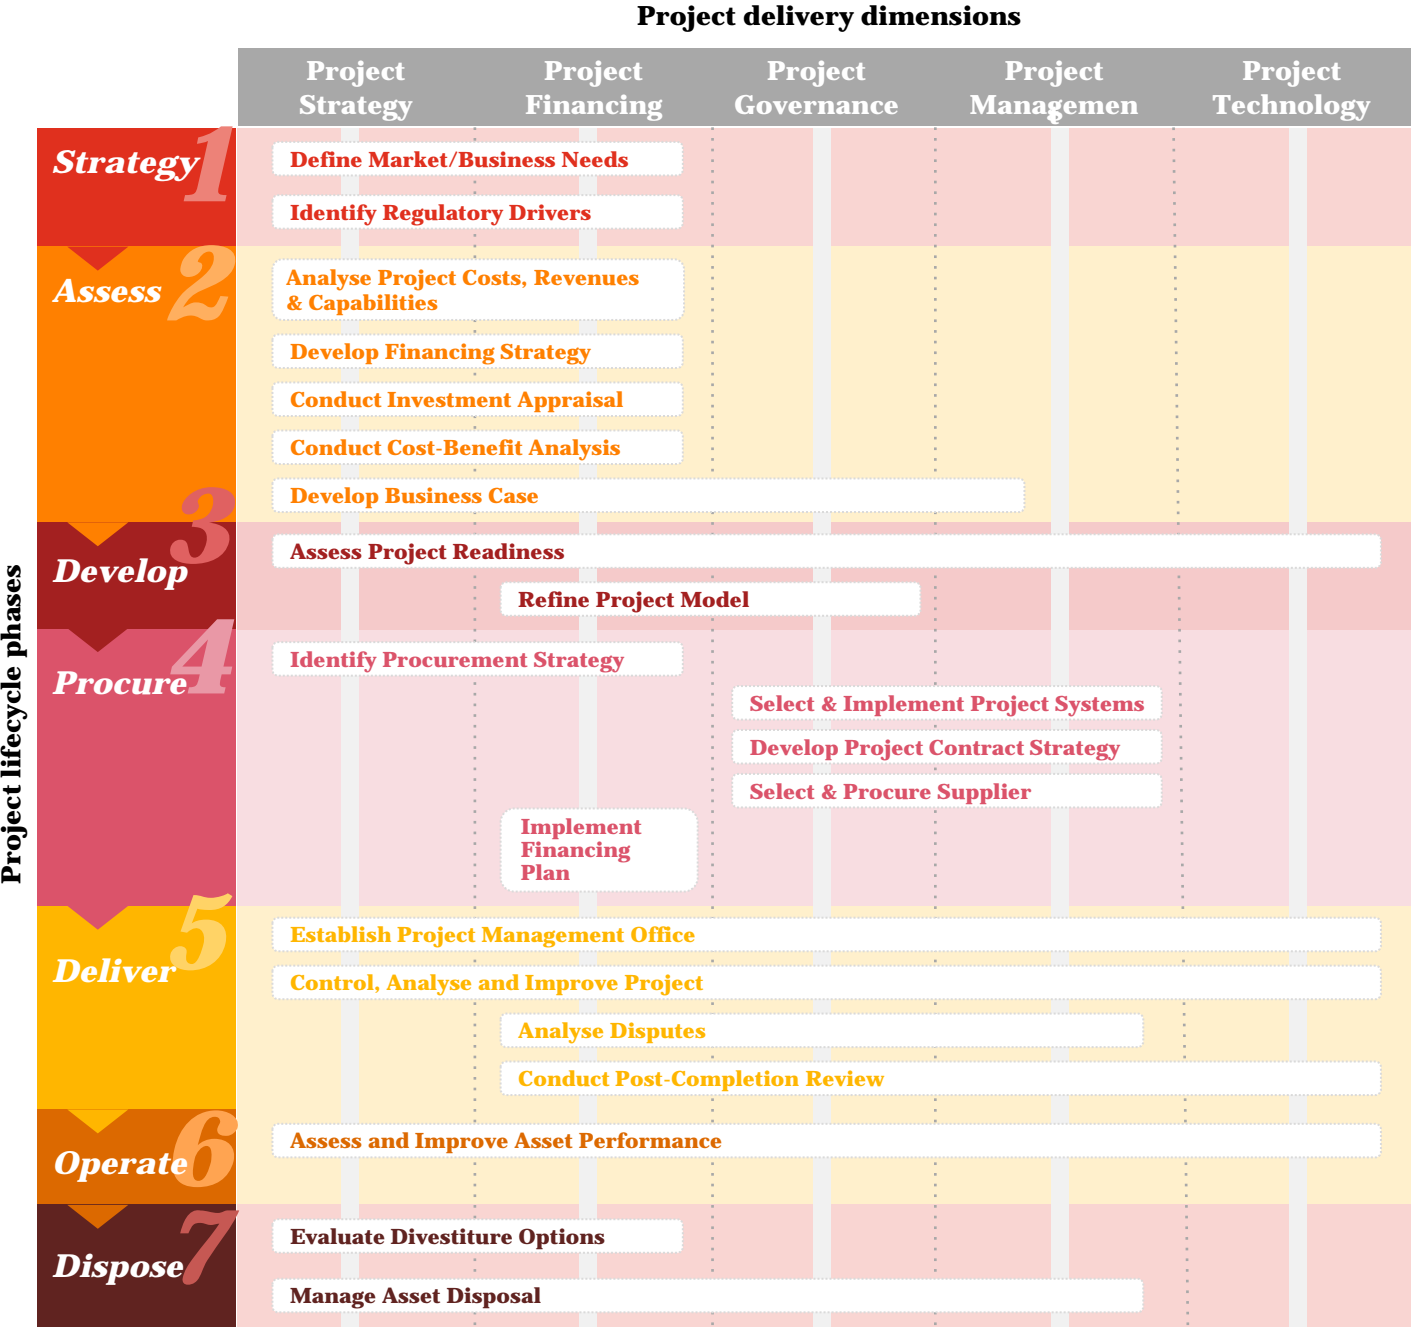 Project delivery dimensions
Project
Strategy
Project
Financing
Project
Governance
Project
Managemen
t
Project
Technology
Project lifecycle phases
Strategy
1
Define Market/Business Needs
Identify Regulatory Drivers
Assess
2
Analyse Project Costs, Revenues
& Capabilities
Develop Financing Strategy
Conduct Investment Appraisal
Conduct Cost-Benefit Analysis
Develop Business Case
Develop
3
Assess Project Readiness
Refine Project Model
Procure
4
Identify Procurement Strategy
Select & Implement Project Systems
Develop Project Contract Strategy
Select & Procure Supplier
Implement
Financing
Plan
Deliver
5
Establish Project Management Office
Control, Analyse and Improve Project
Analyse Disputes
Conduct Post-Completion Review
Operate
6
Assess and Improve Asset Performance
Dispose
7
Evaluate Divestiture Options
Manage Asset Disposal